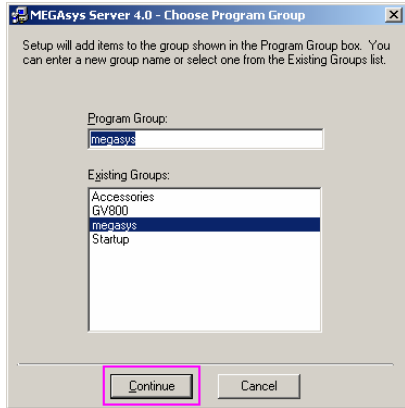 MEGAsys Server 4.0 - Choose Program Group
Setup will add items to the group shown in the Program Group box. You
can enter a new group name or select one from the Existing Groups list.
Program Group:
megasys
Existing Groups:
Accessories
GV800
megasys
Startup
Continue
Cancel